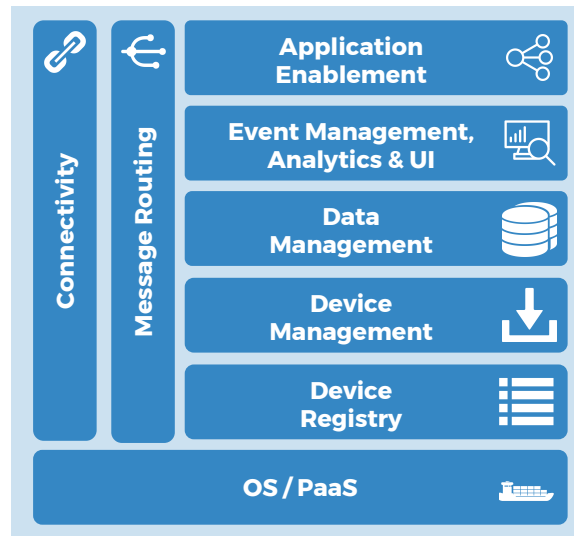 Connectivity
Message Routing
Application
Enablement
Event Management,
Analytics & UI
Data
Management
Device
Management
Device
Registry
OS / PaaS